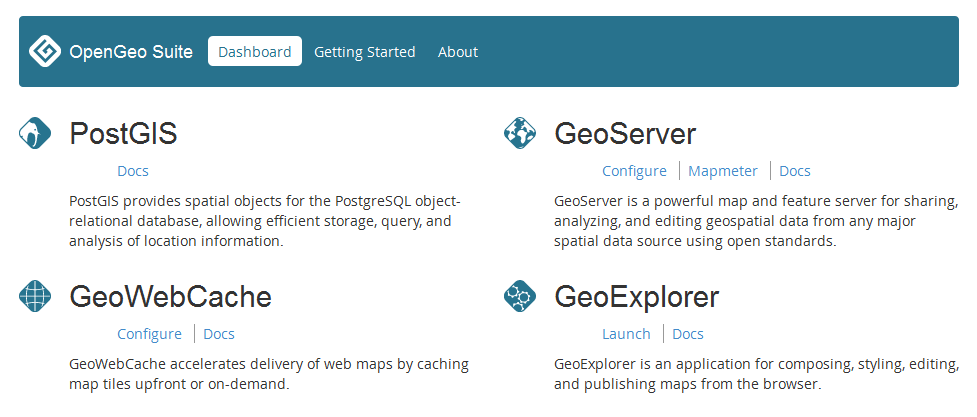 OpenGeo Suite Dashboard Getting Started About
PostGIS
Docs
PostGIS provides spatial objects for the PostgreSQL object-
relational database, allowing efficient storage, query, and
analysis of location information.
GeoServer
Configure Mapmeter Docs
GeoServer is a powerful map and feature server for sharing,
analyzing, and editing geospatial data from any major
spatial data source using open standards.
GeoWebCache
Configure Docs
GeoWebCache accelerates delivery of web maps by caching
map tiles upfront or on-demand.
GeoExplorer
Launch Docs
GeoExplorer is an application for composing, styling, editing,
and publishing maps from the browser.